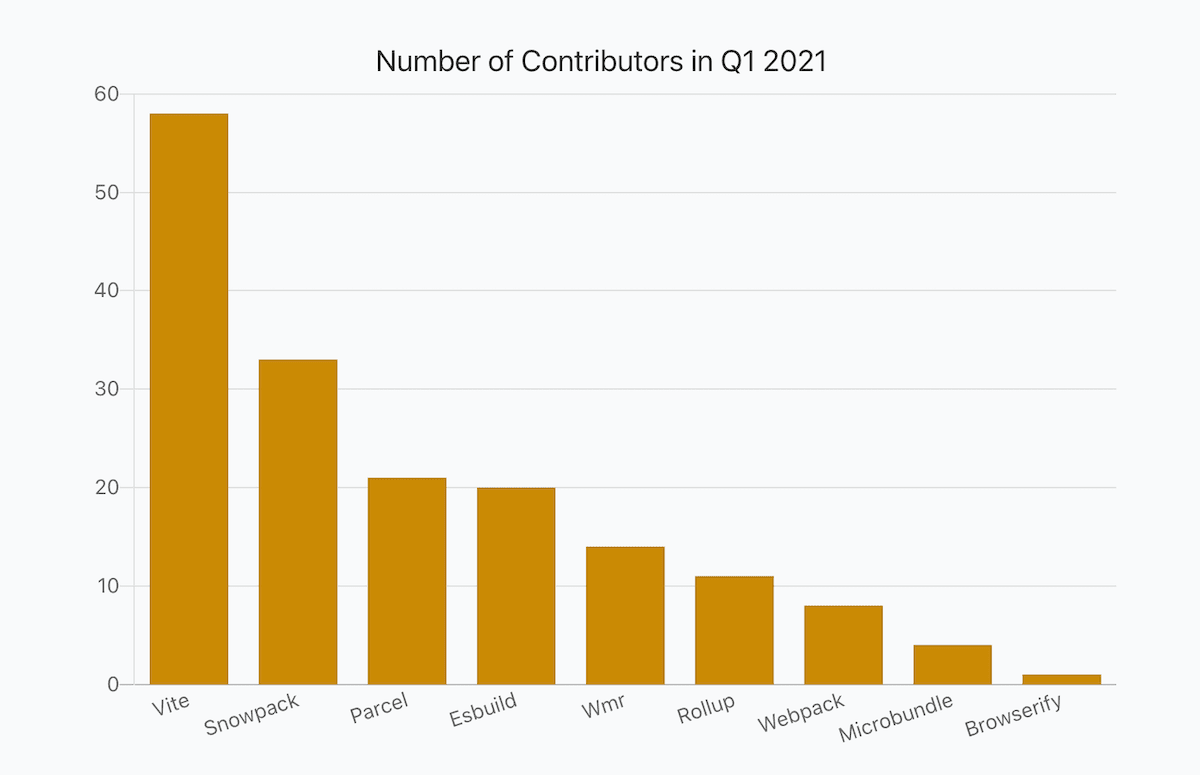 Number of Contributors in Q1 2021
60
50
40
30
20
10
0
Vite
Snowpack
Parcel
Esbuild
Wmr
Rollup
Webpack
Microbundle
Browserify